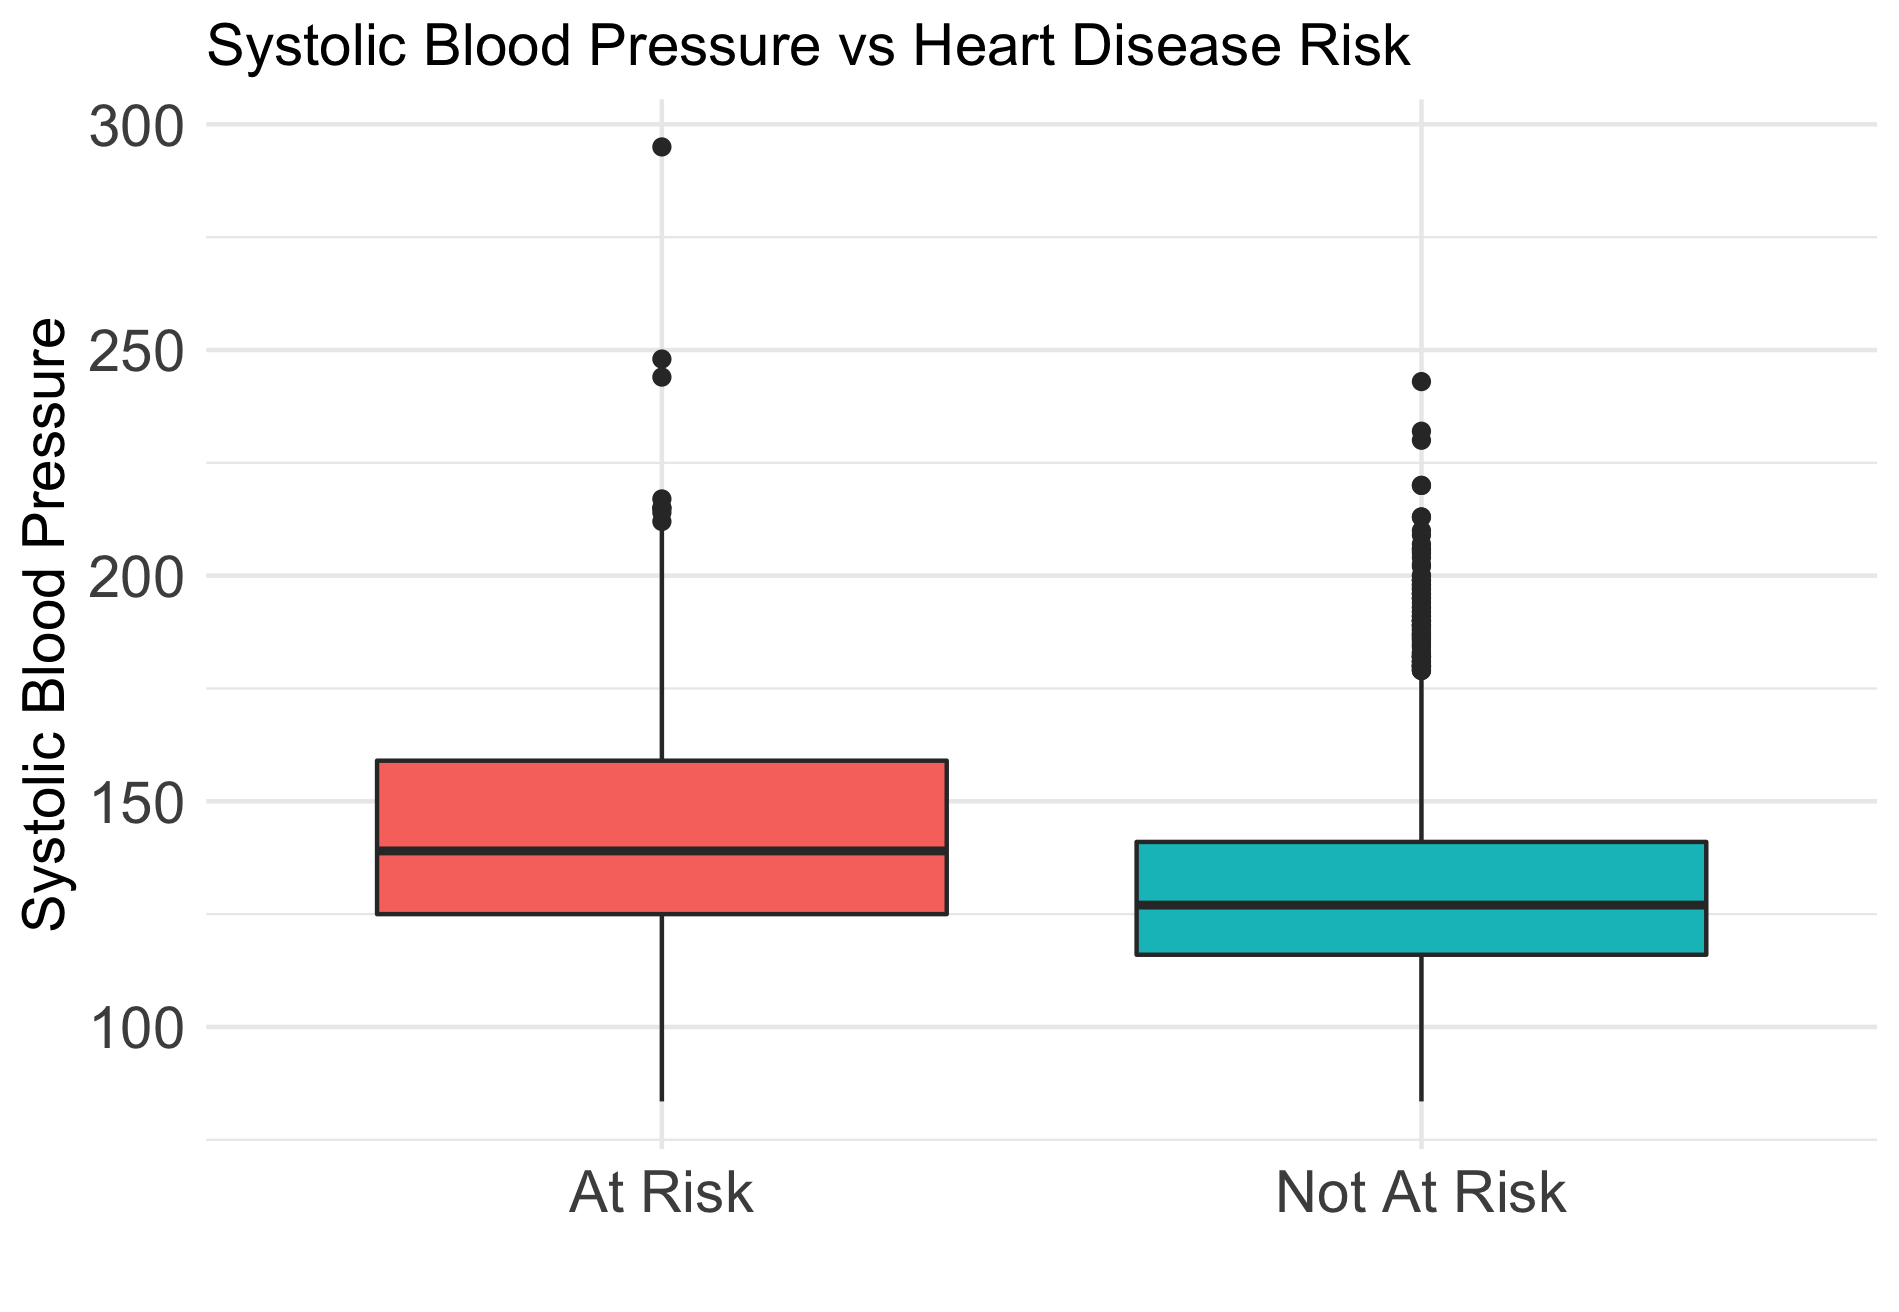 Systolic Blood Pressure vs Heart Disease Risk
Systolic Blood Pressure
300
250
200
150
100
At Risk
Not At Risk